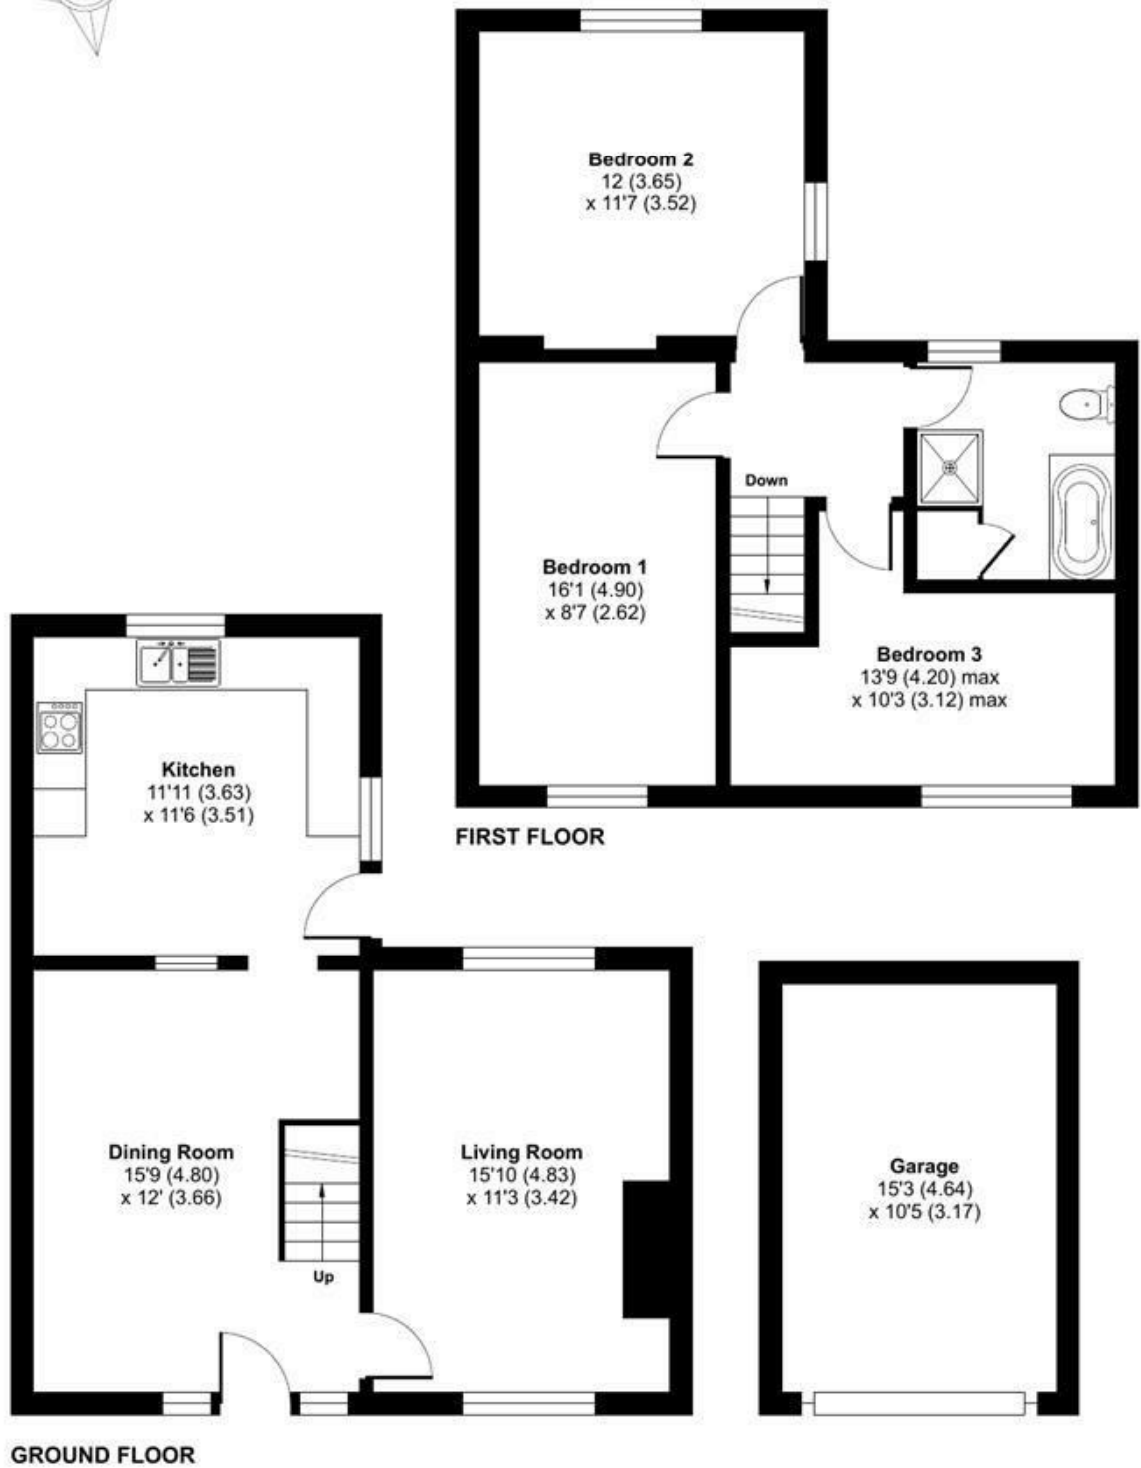 Bedroom 2
12 (3.65)
x 11'7 (3.52)
Down
Bedroom 1
16'1 (4.90)
x 8'7 (2.62)
Bedroom 3
13'9 (4.20) max
x 10'3 (3.12) max
FIRST FLOOR
Kitchen
11'11 (3.63)
x 11'6 (3.51)
Dining Room
15'9 (4.80)
x 12' (3.66)
Up
Living Room
15'10 (4.83)
x 11'3 (3.42)
Garage
15'3 (4.64)
x 10'5 (3.17)
GROUND FLOOR